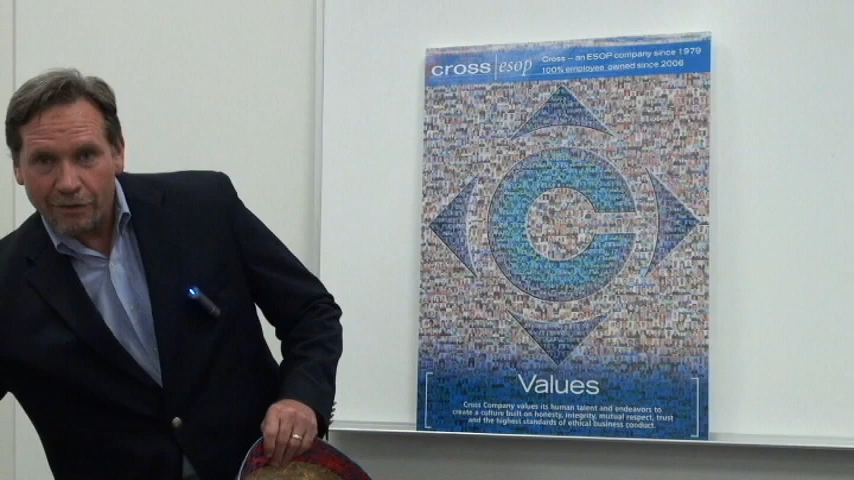 cross esop
Cross – an ESOP company since 1979
100% employee owned since 2006
Values
Cross Company values its human talent and endeavors to
create a culture built on honesty, integrity, mutual respect, trust
and the highest standards of ethical business conduct.